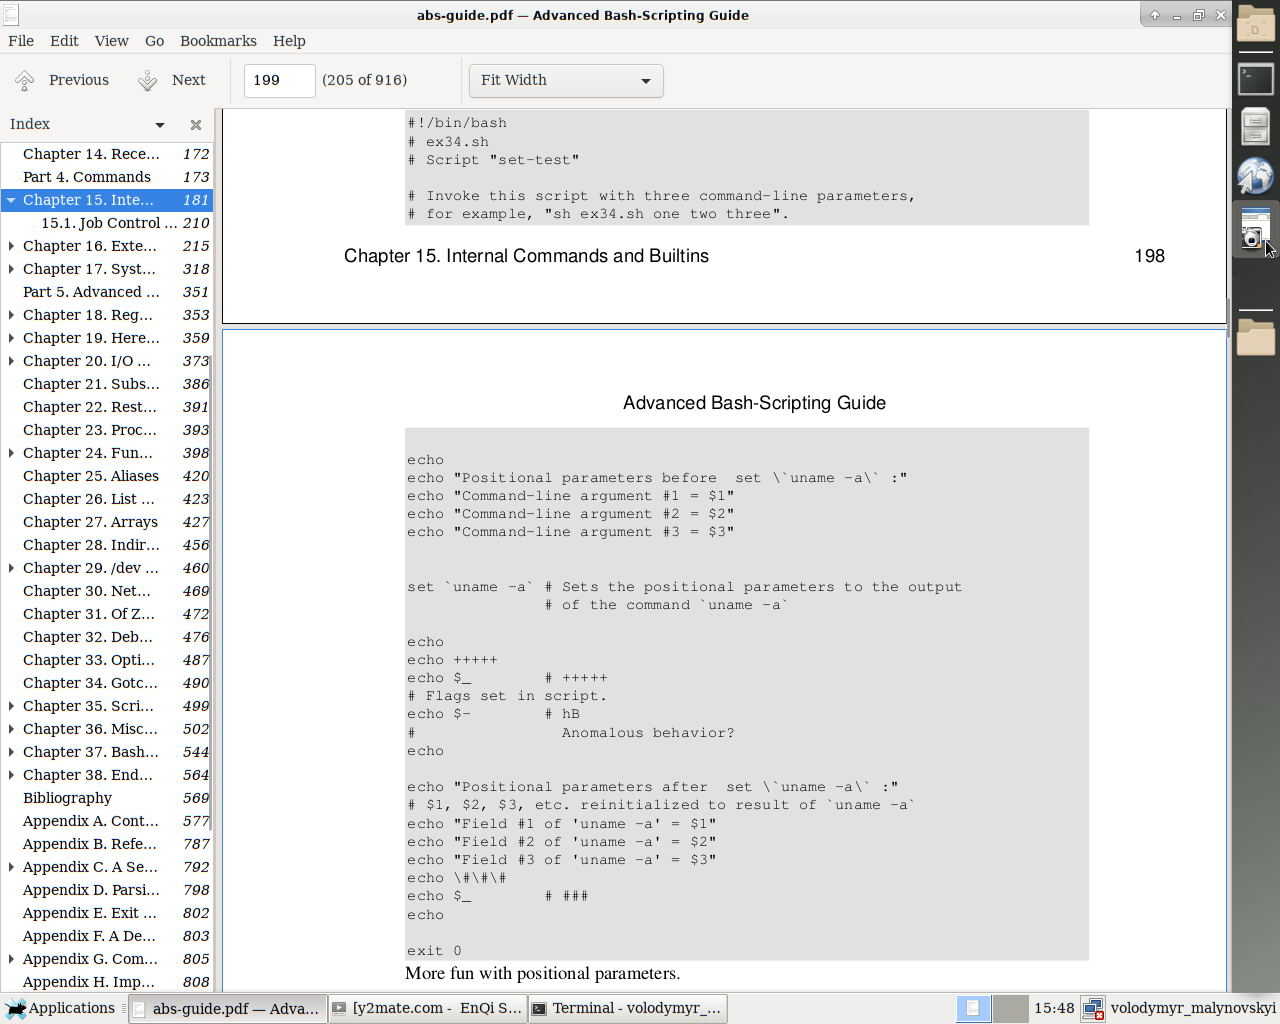 abs-guide.pdf — Advanced Bash-Scripting Guide
File Edit View Go Bookmarks Help
Previous Next 199 (205 of 916) Fit Width
Index
Chapter 14. Rece... 172
Part 4. Commands 173
Chapter 15. Inte... 181
15.1. Job Control ... 210
Chapter 16. Exte... 215
Chapter 17. Syst... 318
Part 5. Advanced ... 351
Chapter 18. Reg... 353
Chapter 19. Here... 359
Chapter 20. I/O ... 373
Chapter 21. Subs... 386
Chapter 22. Rest... 391
Chapter 23. Proc... 393
Chapter 24. Fun... 398
Chapter 25. Aliases 420
Chapter 26. List ... 423
Chapter 27. Arrays 427
Chapter 28. Indir... 456
Chapter 29. /dev ... 460
Chapter 30. Net... 469
Chapter 31. Of Z... 472
Chapter 32. Deb... 476
Chapter 33. Opti... 487
Chapter 34. Gotc... 490
Chapter 35. Scri... 499
Chapter 36. Misc... 502
Chapter 37. Bash... 544
Chapter 38. End... 564
Bibliography 569
Appendix A. Cont... 577
Appendix B. Refe... 787
Appendix C. A Se... 792
Appendix D. Parsi... 798
Appendix E. Exit ... 802
Appendix F. A De... 803
Appendix G. Com... 805
Appendix H. Imp... 808
#!/bin/bash
# ex34.sh
# Script "set-test"
# Invoke this script with three command-line parameters,
# for example, "sh ex34.sh one two three".
Chapter 15. Internal Commands and Builtins 198
Advanced Bash-Scripting Guide
echo
echo "Positional parameters before  set \`uname -a\` :"
echo "Command-line argument #1 = $1"
echo "Command-line argument #2 = $2"
echo "Command-line argument #3 = $3"
set `uname -a` # Sets the positional parameters to the output
# of the command `uname -a`
echo
echo +++++
echo $_        # +++++
# Flags set in script.
echo $-        # hB
#                Anomalous behavior?
echo
echo "Positional parameters after  set \`uname -a\` :"
# $1, $2, $3, etc. reinitialized to result of `uname -a`
echo "Field #1 of 'uname -a' = $1"
echo "Field #2 of 'uname -a' = $2"
echo "Field #3 of 'uname -a' = $3"
echo \#\#\#
echo $_        # ###
echo
exit 0
More fun with positional parameters.
Applications abs-guide.pdf — Adva... [y2mate.com - EnQi S... Terminal - volodymyr_... 15:48 volodymyr_malynovskyi